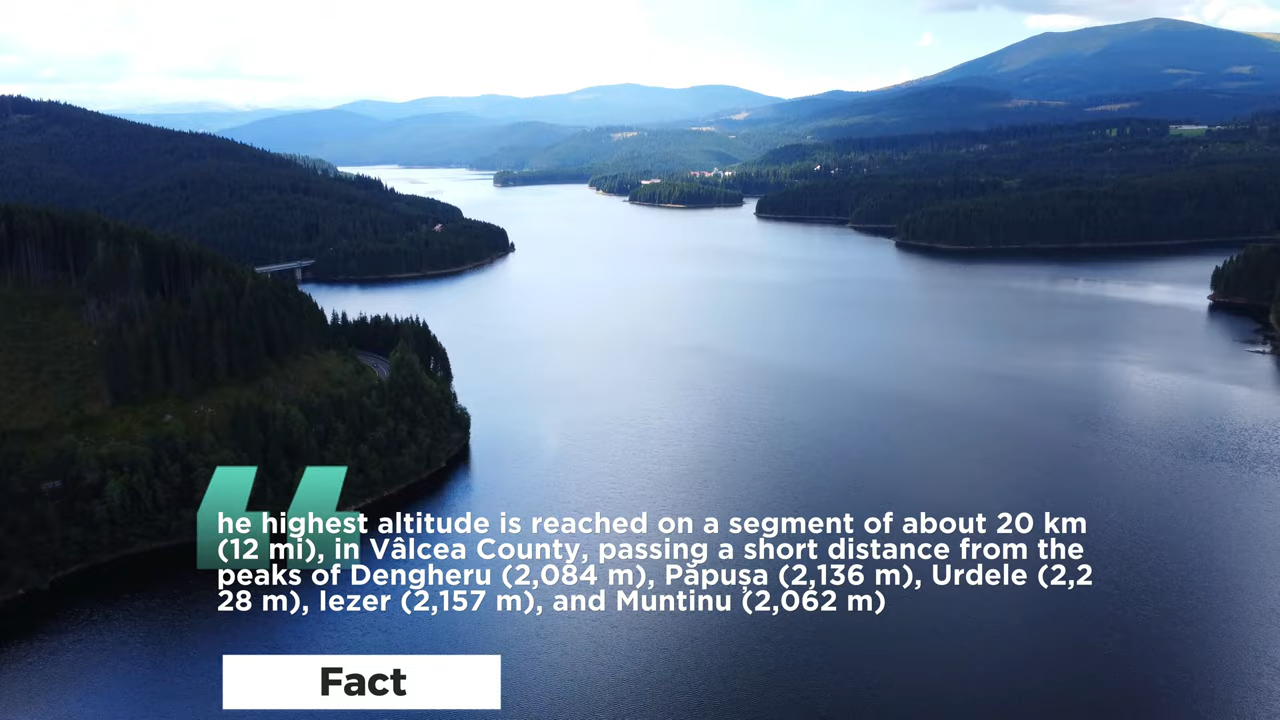 he highest altitude is reached on a segment of about 20 km
(12 mi), in Vâlcea County, passing a short distance from the
peaks of Dengheru (2,084 m), Păpușa (2,136 m), Urdele (2,2
28 m), Iezer (2,157 m), and Muntinu (2,062 m)
Fact